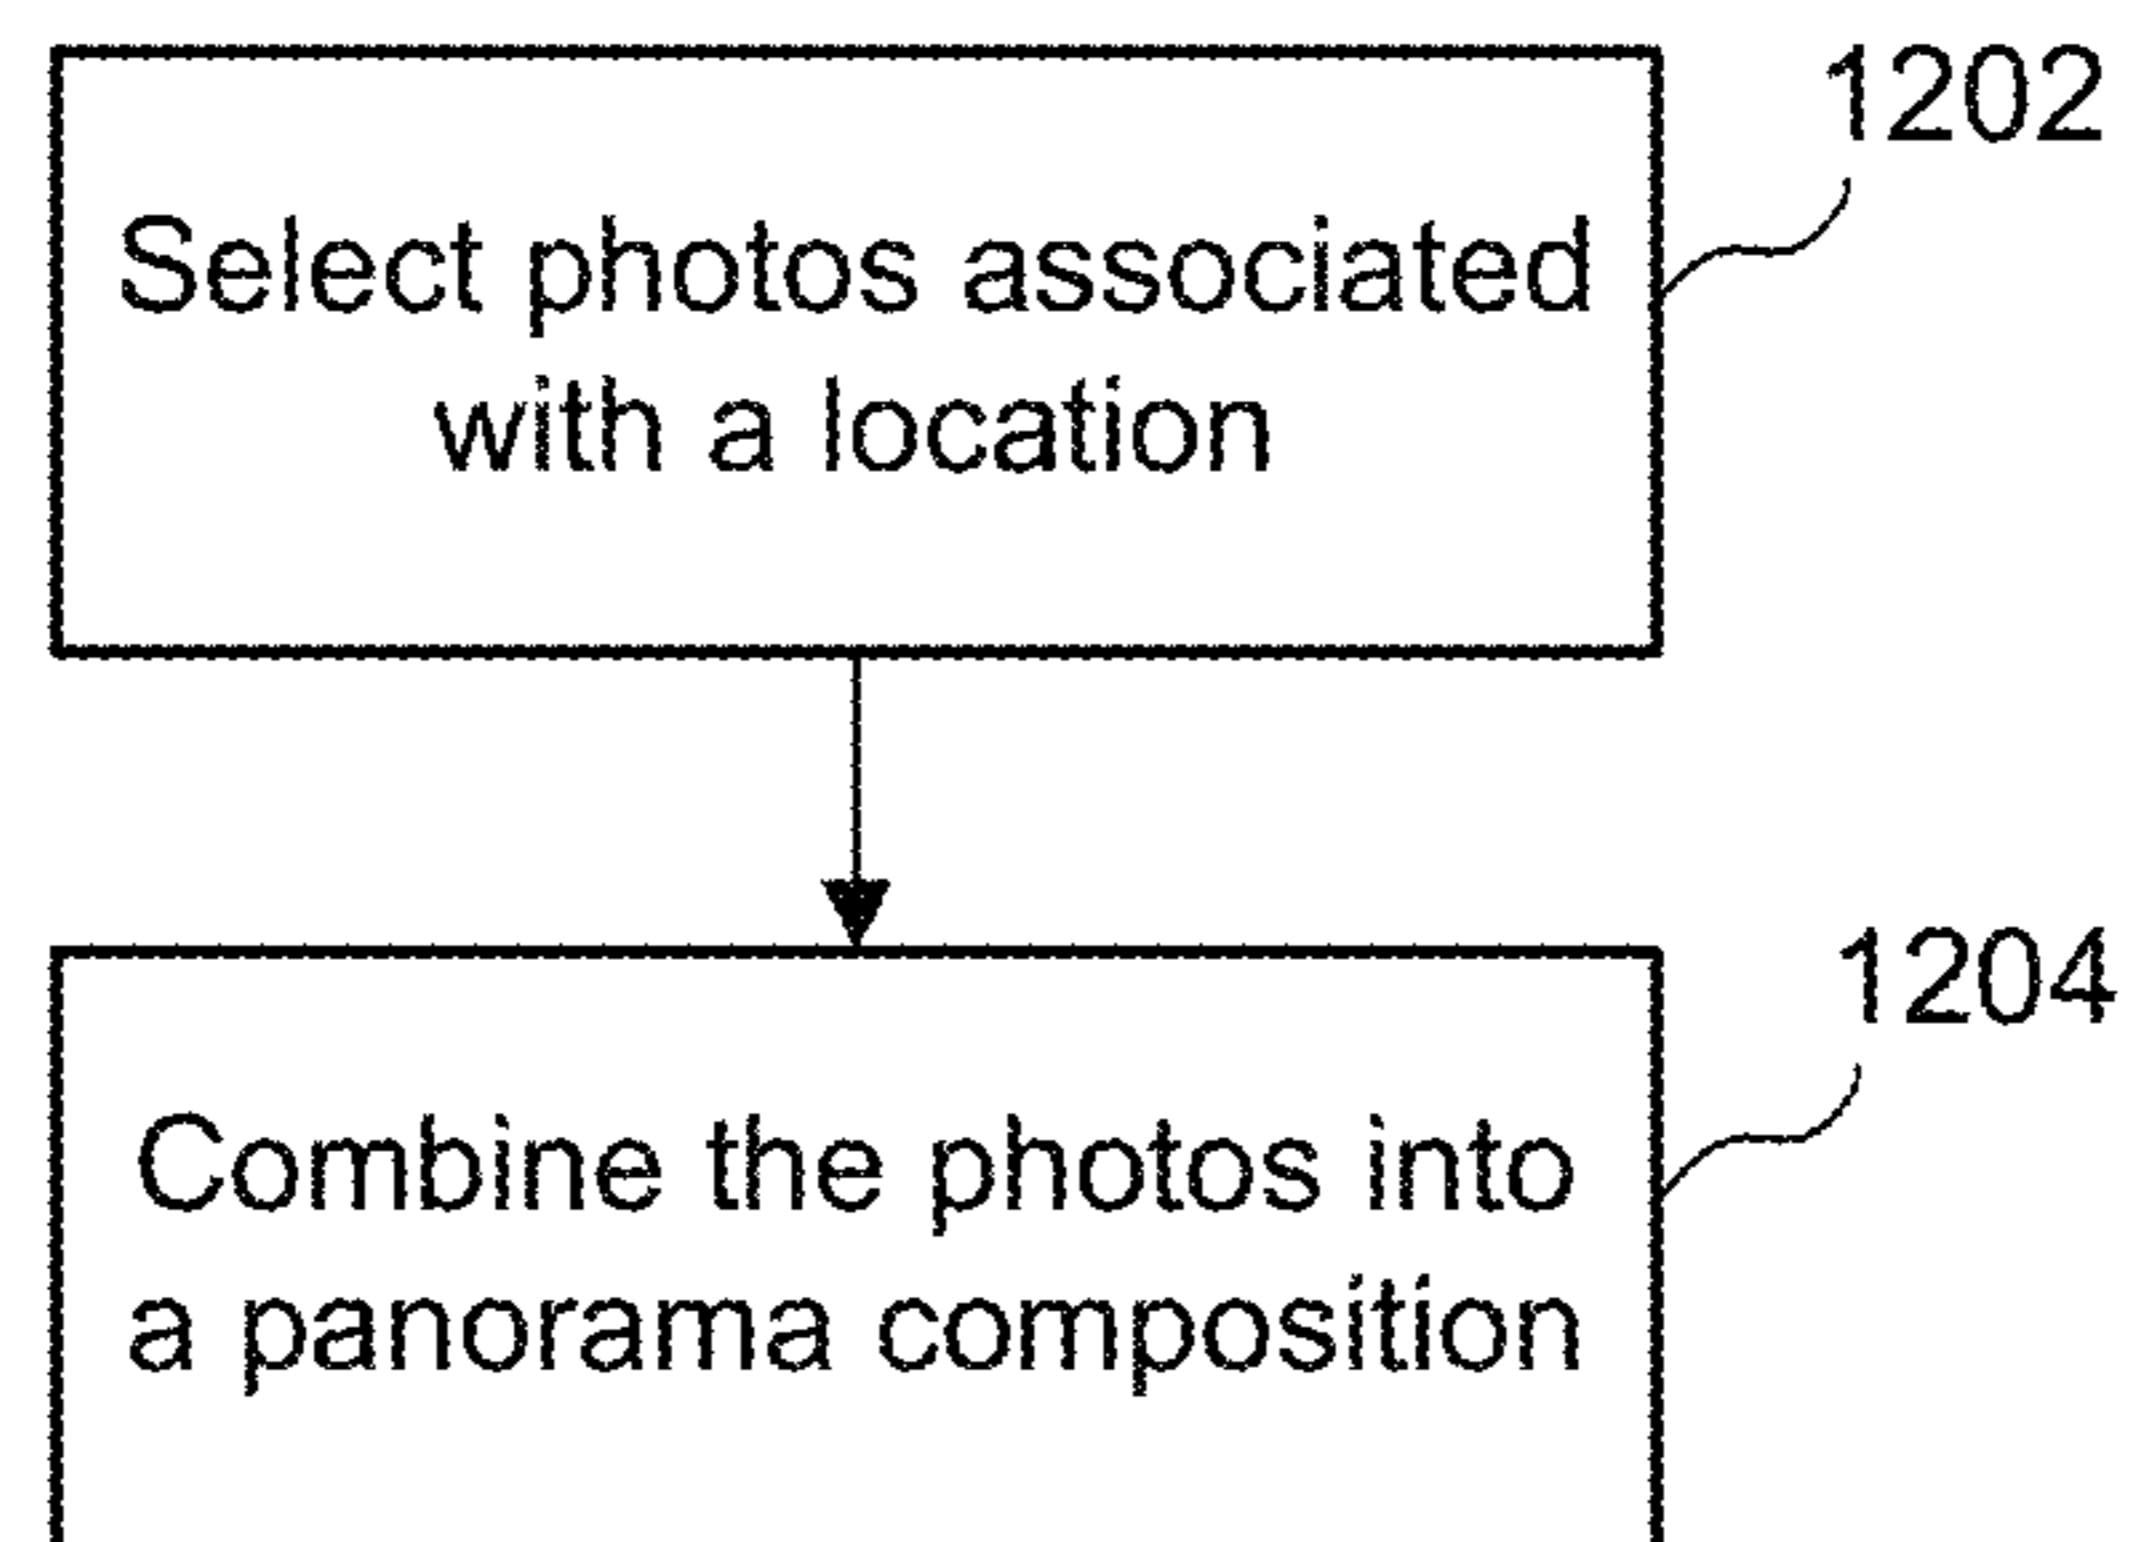 1202
Select photos associated
with a location
1204
Combine the photos into
a panorama composition